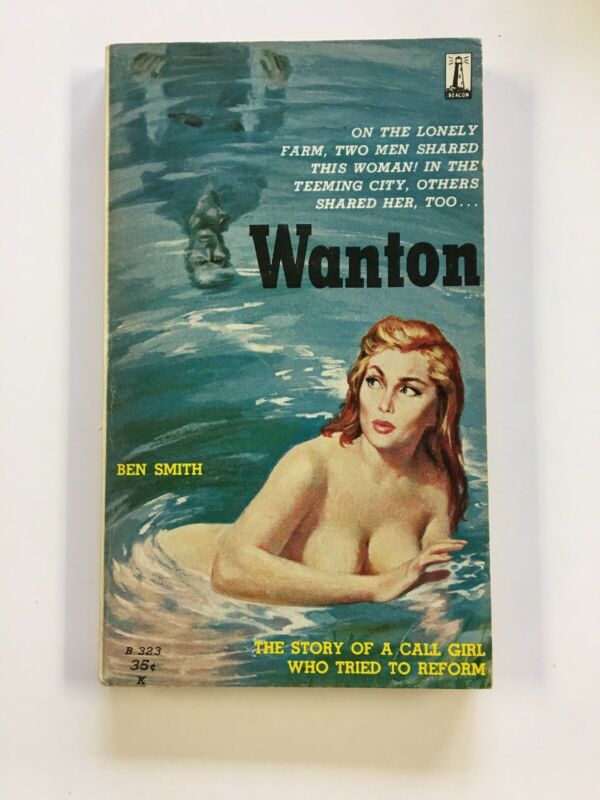 BEACON
ON THE LONELY
FARM, TWO MEN SHARED
THIS WOMAN! IN THE
TEEMING CITY, OTHERS
SHARED HER, TOO...
Wanton
BEN SMITH
B 323
35¢
K
THE STORY OF A CALL GIRL
WHO TRIED TO REFORM